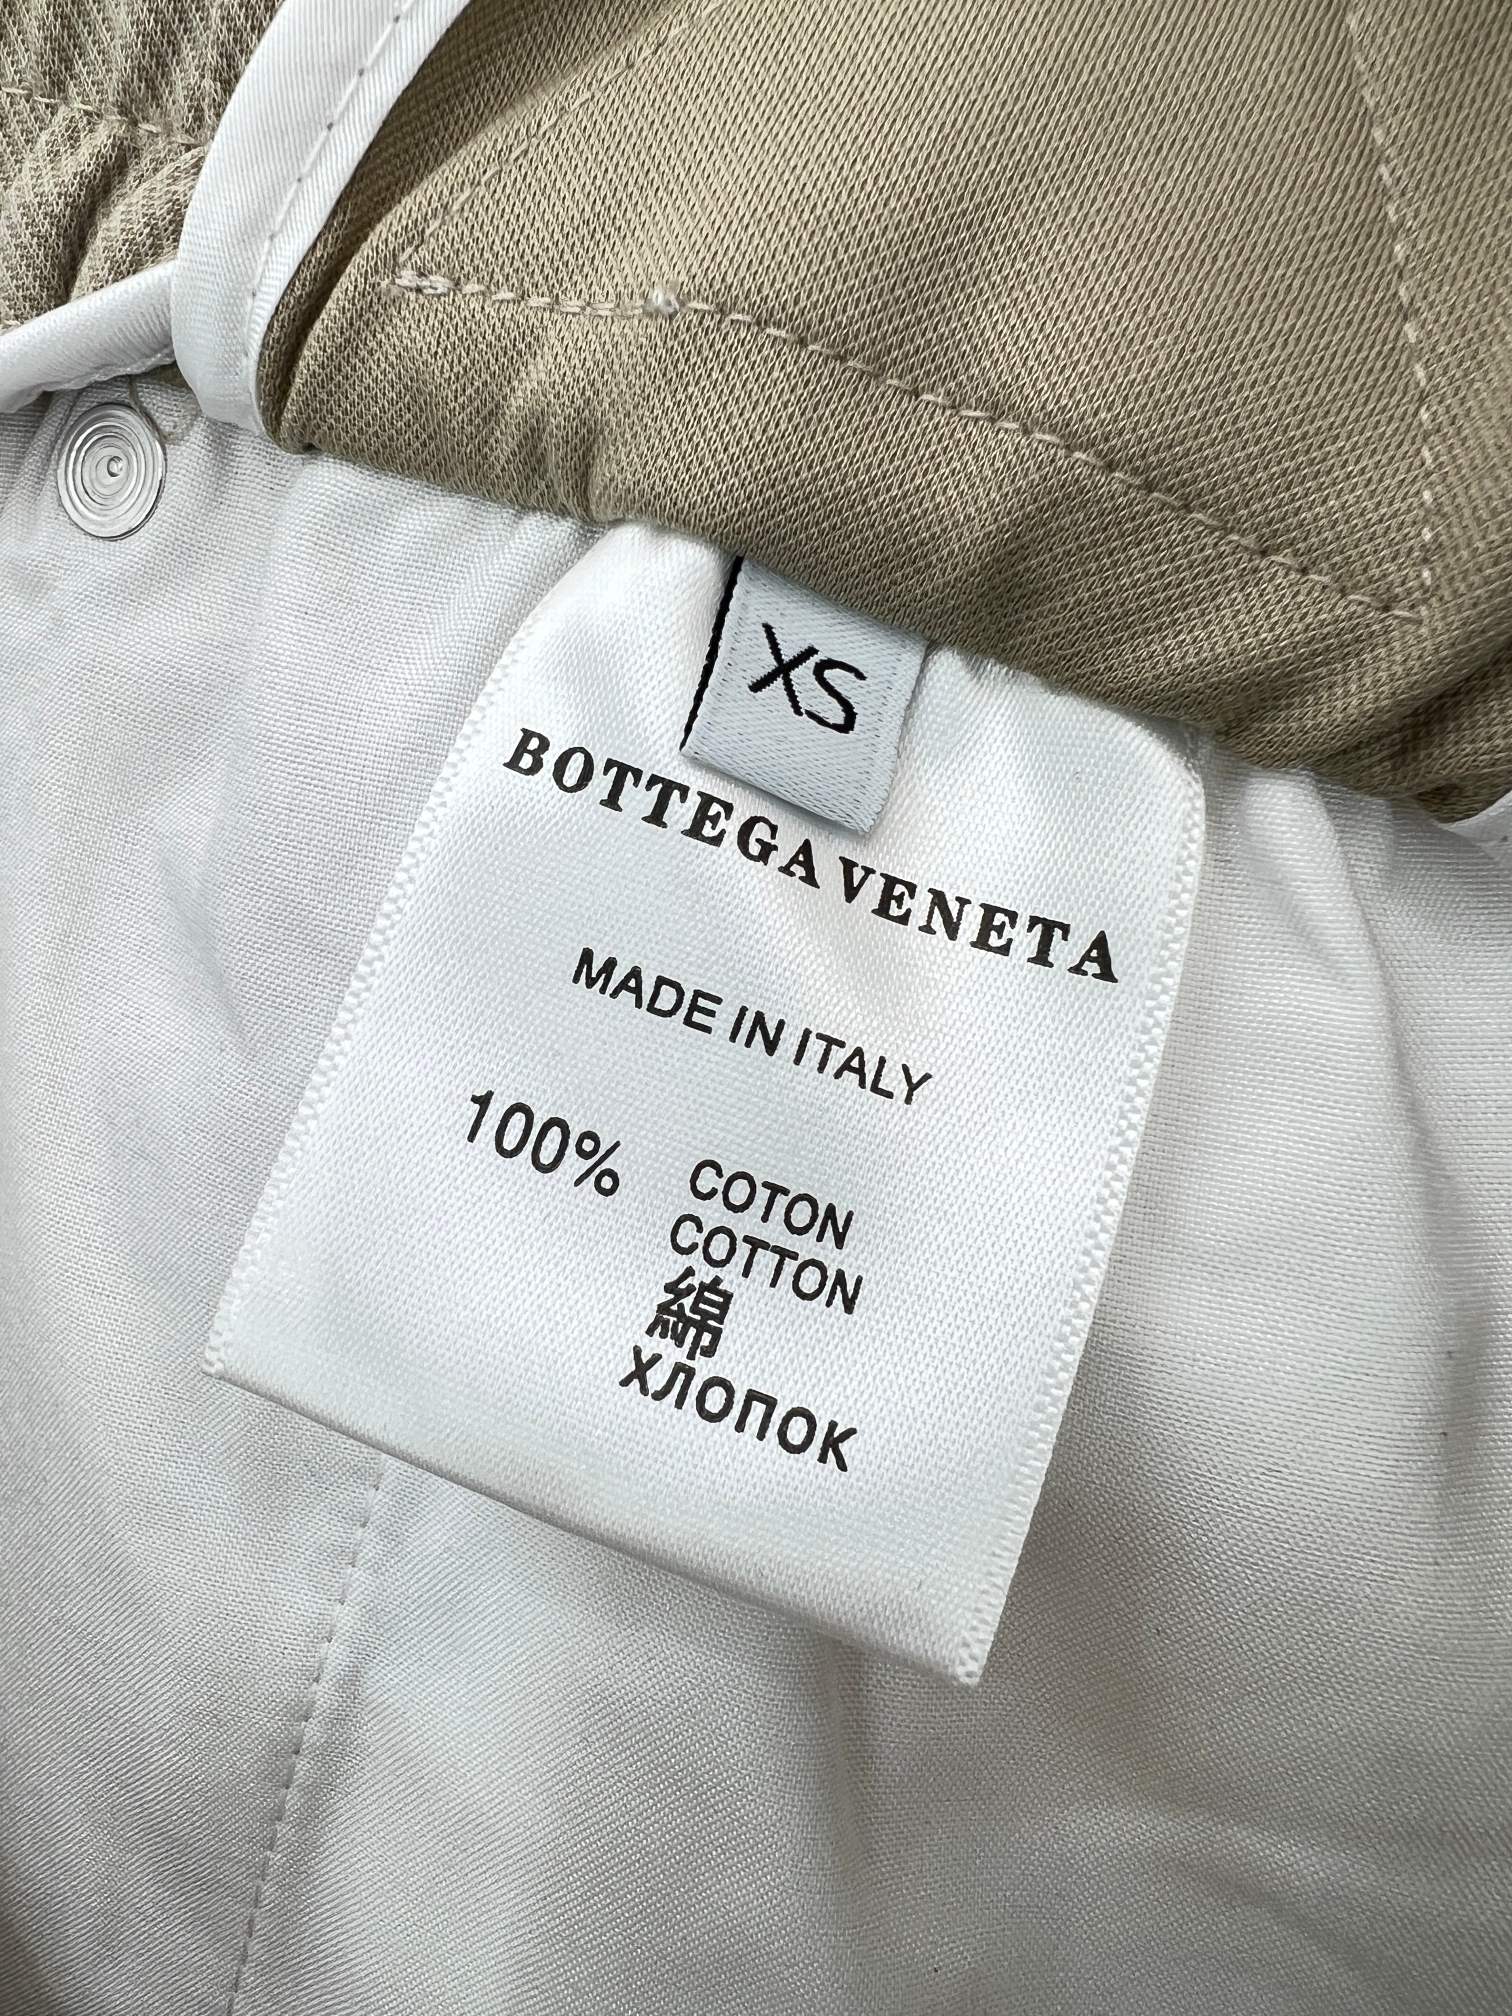 XS
BOTTEGA VENETA
MADE IN ITALY
100% COTON
COTTON
綿
ХЛОПОК